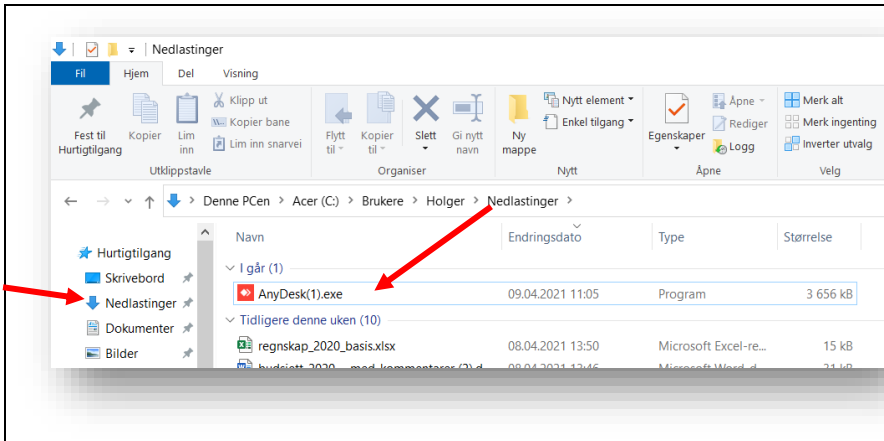 Nedlastinger
Fil Hjem Del Visning
Fest til Hurtigtilgang
Kopier
Lim inn
Klipp ut
Kopier bane
Lim inn snarvei
Utklippstavle
Flytt til
Kopier til
Slett
Gi nytt navn
Organiser
Ny mappe
Nytt element
Enkel tilgang
Nytt
Egenskaper
Åpne
Rediger
Logg
Åpne
Merk alt
Merk ingenting
Inverter utvalg
Velg
Denne PCen > Acer (C:) > Brukere > Holger > Nedlastinger >
Hurtigtilgang
Skrivebord
Nedlastinger
Dokumenter
Bilder
Navn Endringsdato Type Størrelse
I går (1)
AnyDesk(1).exe 09.04.2021 11:05 Program 3 656 kB
Tidligere denne uken (10)
regnskap_2020_basis.xlsx 08.04.2021 13:50 Microsoft Excel-re... 15 kB